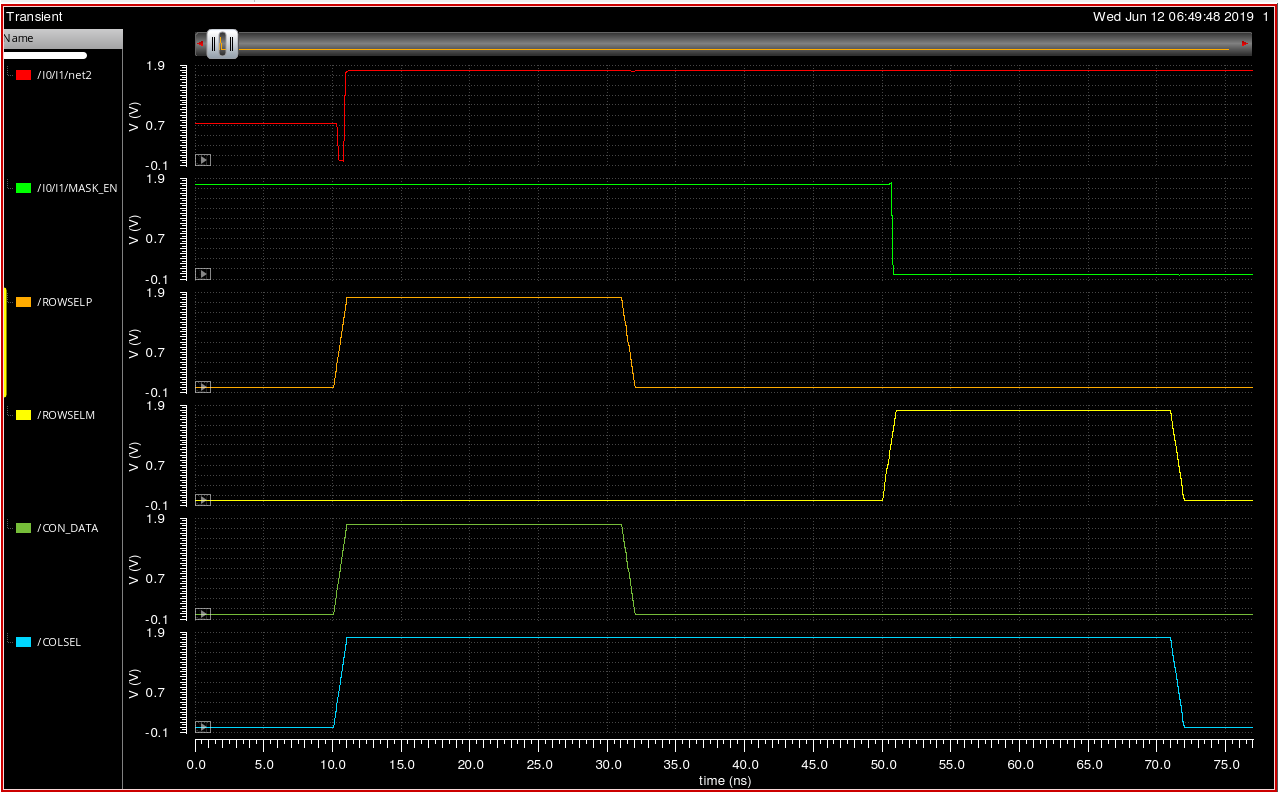 Transient Wed Jun 12 06:49:48 2019 1
Name
/I0/I1/net2
1.9
V (V) 0.7
-0.1
/I0/I1/MASK_EN
1.9
V (V) 0.7
-0.1
/ROWSELP
1.9
V (V) 0.7
-0.1
/ROWSELM
1.9
V (V) 0.7
-0.1
/CON_DATA
1.9
V (V) 0.7
-0.1
/COLSEL
1.9
V (V) 0.7
-0.1
0.0 5.0 10.0 15.0 20.0 25.0 30.0 35.0 40.0 45.0 50.0 55.0 60.0 65.0 70.0 75.0
time (ns)